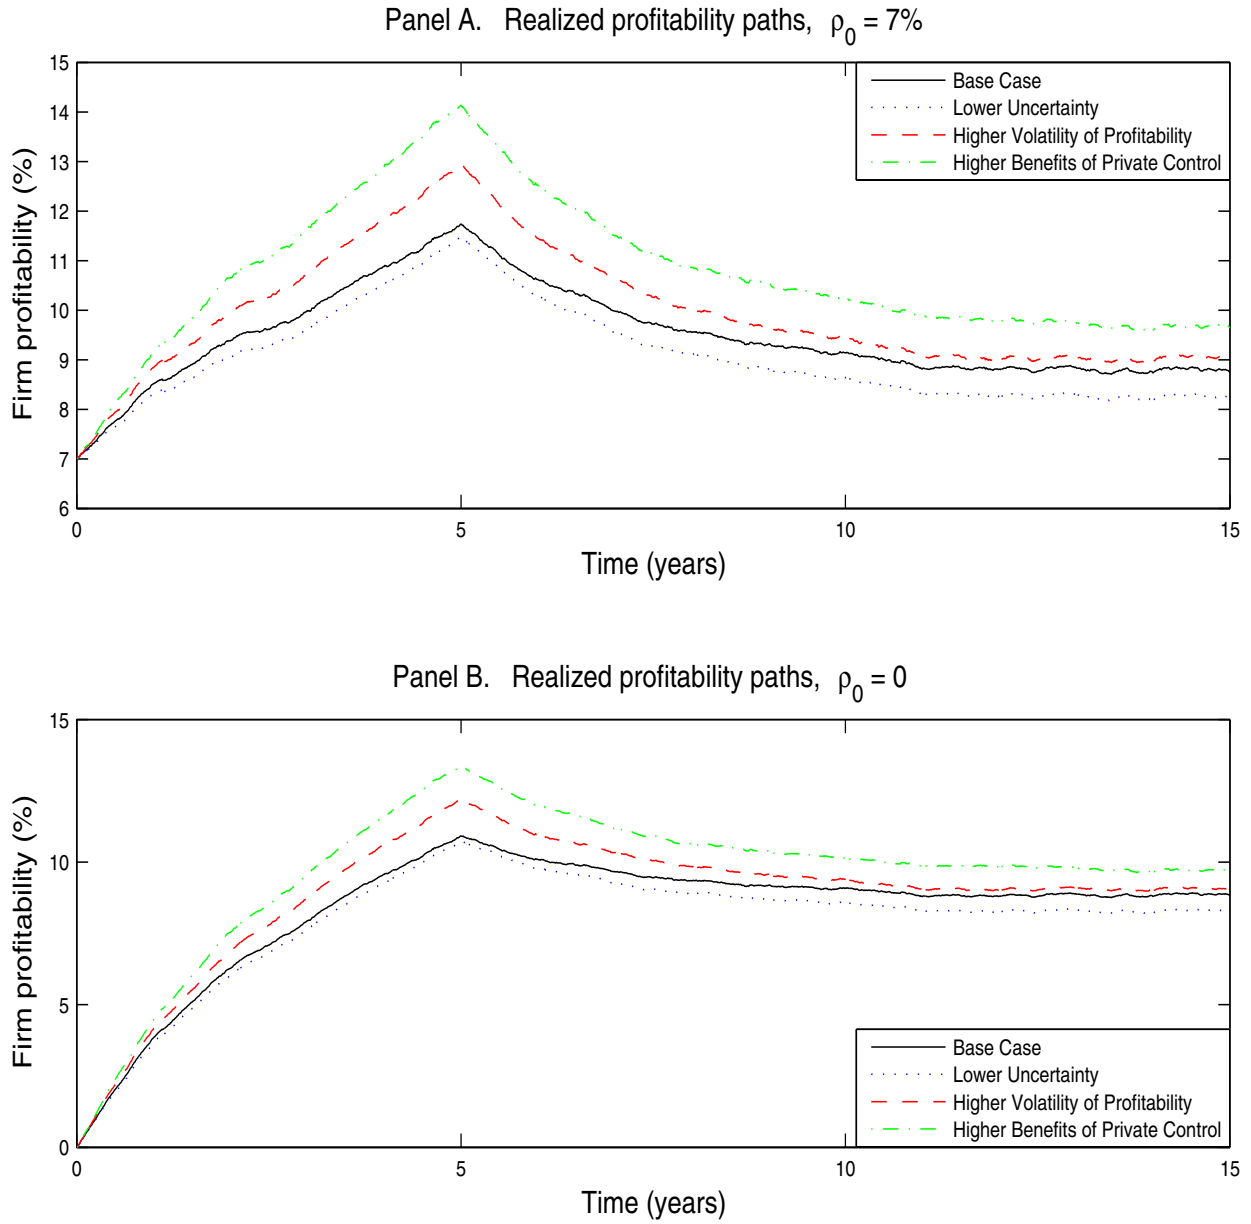 Panel A. Realized profitability paths, ρ0 = 7%
15
14
13
12
11
10
9
8
7
6
Firm profitability (%)
Base Case
Lower Uncertainty
Higher Volatility of Profitability
Higher Benefits of Private Control
0
5
10
15
Time (years)
Panel B. Realized profitability paths, ρ0 = 0
15
10
5
0
Firm profitability (%)
Base Case
Lower Uncertainty
Higher Volatility of Profitability
Higher Benefits of Private Control
0
5
10
15
Time (years)